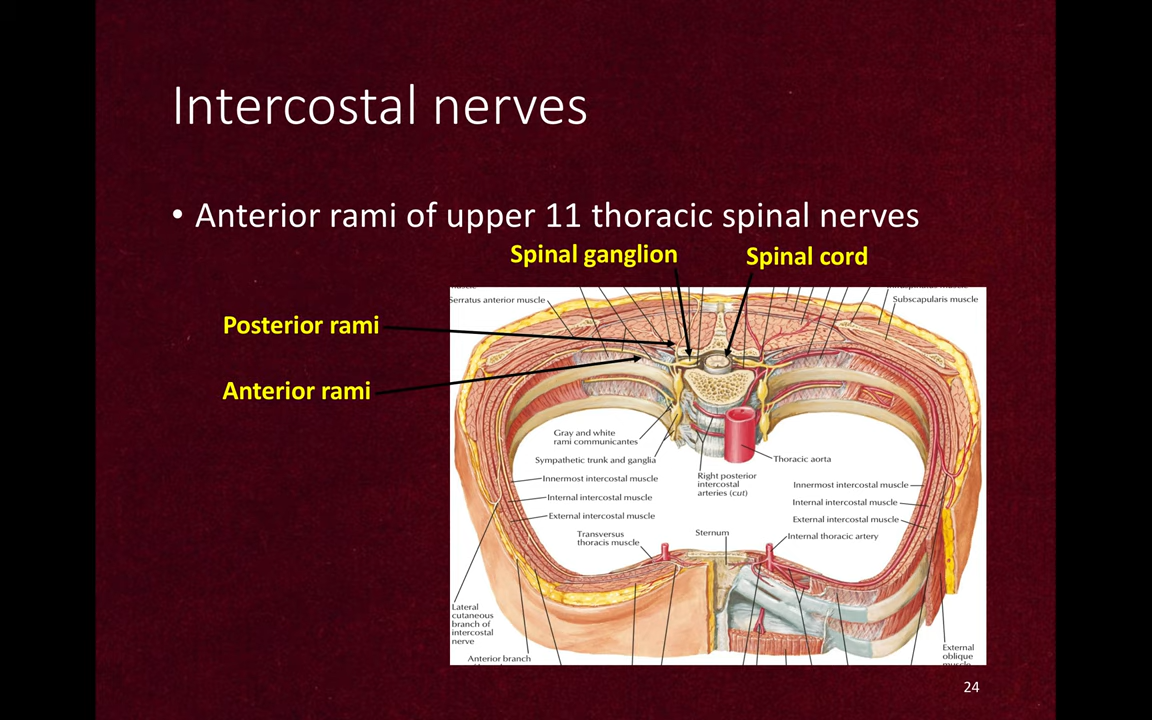 Intercostal nerves
• Anterior rami of upper 11 thoracic spinal nerves
Spinal ganglion
Spinal cord
Posterior rami
Anterior rami
Serratus anterior muscle
Subscapularis muscle
Gray and white
rami communicantes
Sympathetic trunk and ganglia
Innermost intercostal muscle
Internal intercostal muscle
External intercostal muscle
Transversus
thoracis muscle
Right posterior
intercostal
arteries (cut)
Sternum
Thoracic aorta
Innermost intercostal muscle
Internal intercostal muscle
External intercostal muscle
Internal thoracic artery
Lateral
cutaneous
branch of
intercostal
nerve
Anterior branch
External
oblique
muscle
24